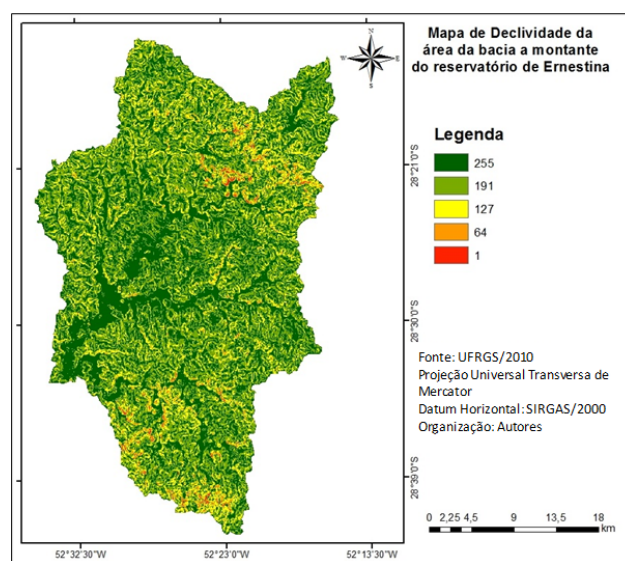 Mapa de Declividade da
área da bacia a montante
do reservatório de Ernestina
N
W
E
S
Legenda
255
191
127
64
1
28°21'0"S
28°30'0"S
28°39'0"S
Fonte: UFRGS/2010
Projeção Universal Transversa de
Mercator
Datum Horizontal: SIRGAS/2000
Organização: Autores
0 2,25 4,5 9 13,5 18
km
52°32'30"W 52°23'0"W 52°13'30"W